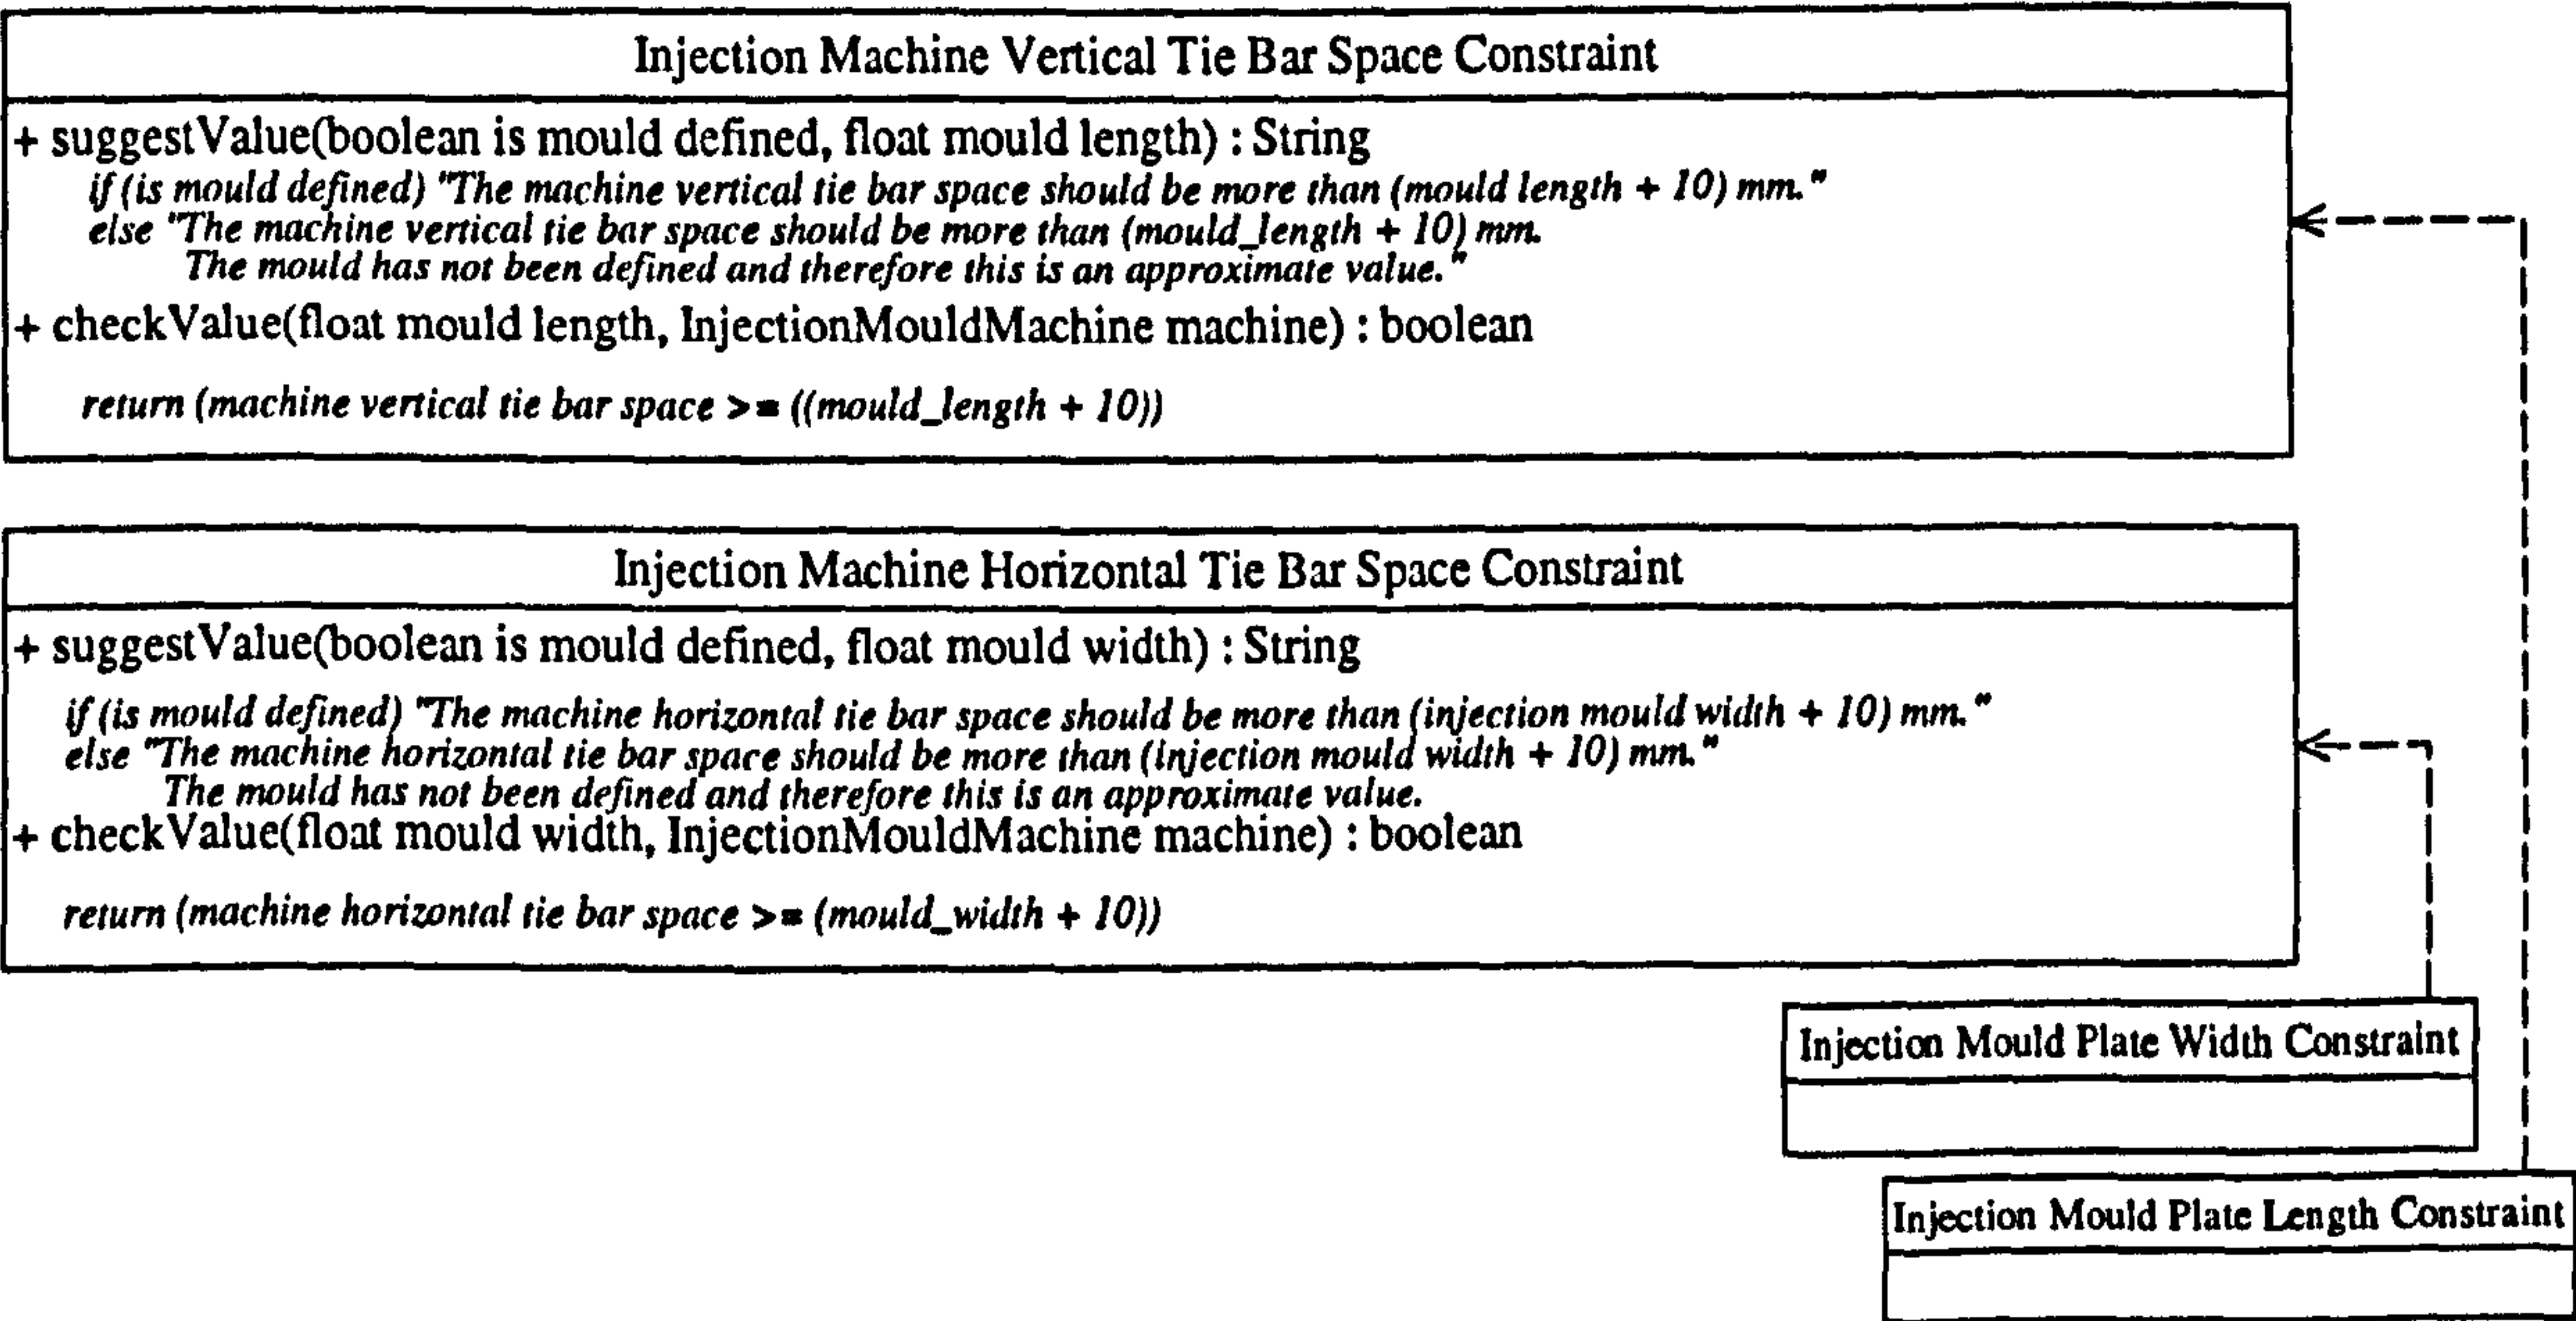 Injection Machine Vertical Tie Bar Space Constraint
+ suggestValue(boolean is mould defined, float mould length) : String
if (is mould defined) "The machine vertical tie bar space should be more than (mould length + 10) mm."
else "The machine vertical tie bar space should be more than (mould_length + 10) mm.
The mould has not been defined and therefore this is an approximate value."
+ checkValue(float mould length, InjectionMouldMachine machine) : boolean
return (machine vertical tie bar space >= ((mould_length + 10))
Injection Machine Horizontal Tie Bar Space Constraint
+ suggestValue(boolean is mould defined, float mould width) : String
if (is mould defined) "The machine horizontal tie bar space should be more than (injection mould width + 10) mm."
else "The machine horizontal tie bar space should be more than (injection mould width + 10) mm."
The mould has not been defined and therefore this is an approximate value.
+ checkValue(float mould width, InjectionMouldMachine machine) : boolean
return (machine horizontal tie bar space >= (mould_width + 10))
Injection Mould Plate Width Constraint
Injection Mould Plate Length Constraint